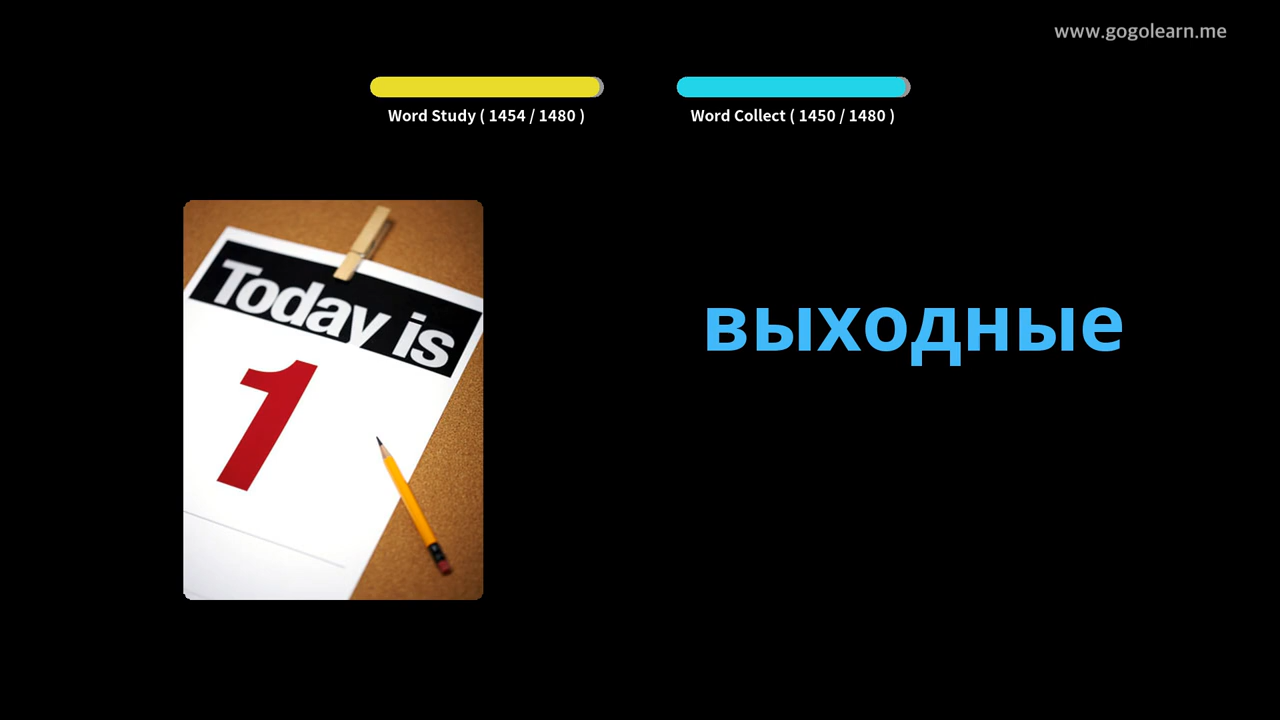 www.gogolearn.me
Word Study ( 1454 / 1480 )
Word Collect ( 1450 / 1480 )
Today is
1
выходные